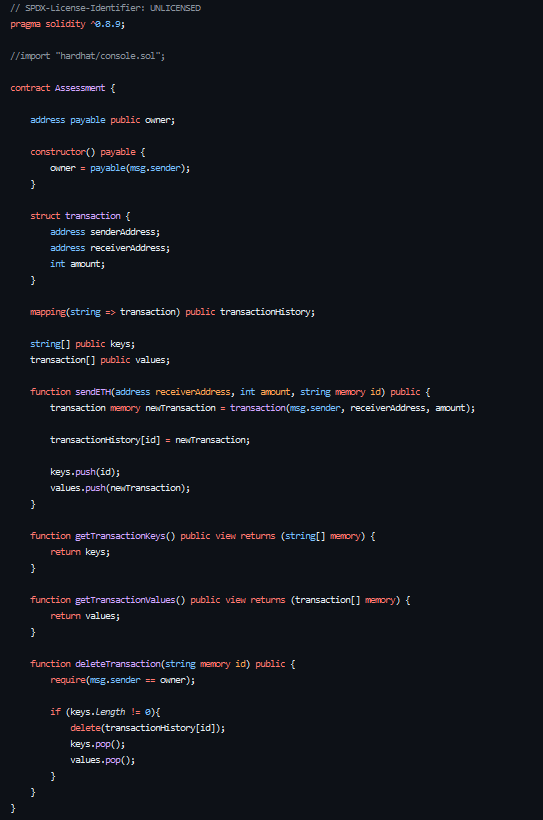 // SPDX-License-Identifier: UNLICENSED
pragma solidity ^0.8.9;

//import "hardhat/console.sol";

contract Assessment {

    address payable public owner;

    constructor() payable {
        owner = payable(msg.sender);
    }

    struct transaction {
        address senderAddress;
        address receiverAddress;
        int amount;
    }

    mapping(string => transaction) public transactionHistory;

    string[] public keys;
    transaction[] public values;

    function sendETH(address receiverAddress, int amount, string memory id) public {
        transaction memory newTransaction = transaction(msg.sender, receiverAddress, amount);

        transactionHistory[id] = newTransaction;

        keys.push(id);
        values.push(newTransaction);
    }

    function getTransactionKeys() public view returns (string[] memory) {
        return keys;
    }

    function getTransactionValues() public view returns (transaction[] memory) {
        return values;
    }

    function deleteTransaction(string memory id) public {
        require(msg.sender == owner);

        if (keys.length != 0){
            delete(transactionHistory[id]);
            keys.pop();
            values.pop();
        }
    }
}